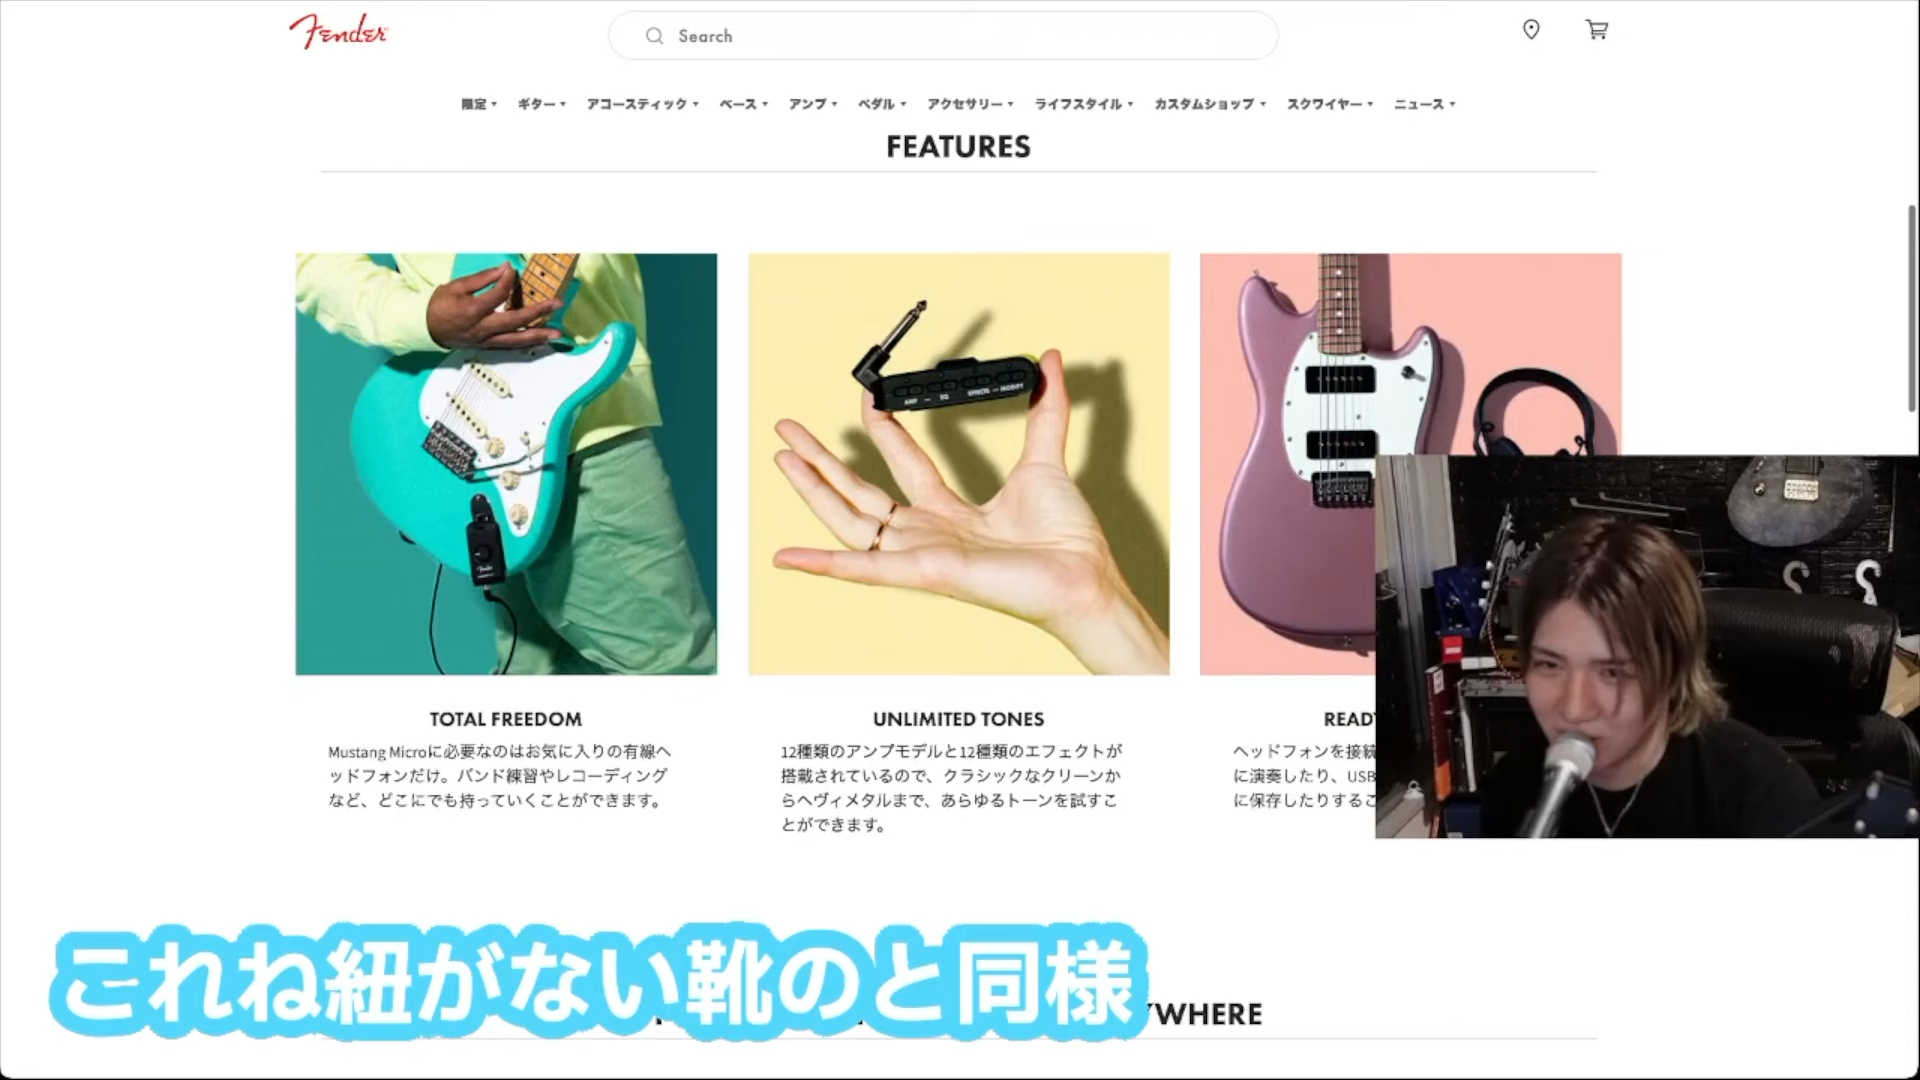 Fender
Search
限定 ギター アコースティック ベース アンプ ペダル アクセサリー ライフスタイル カスタムショップ スクワイヤー ニュース
FEATURES
AMP EQ EFFECTS MODIFY
Fender
TOTAL FREEDOM
Mustang Microに必要なのはお気に入りの有線ヘ
ッドフォンだけ。バンド練習やレコーディング
など、どこにでも持っていくことができます。
UNLIMITED TONES
12種類のアンプモデルと12種類のエフェクトが
搭載されているので、クラシックなクリーンか
らヘヴィメタルまで、あらゆるトーンを試すこ
とができます。
READ
ヘッドフォンを接続
に演奏したり、USB
に保存したりするこ
これね紐がない靴のと同様
YWHERE